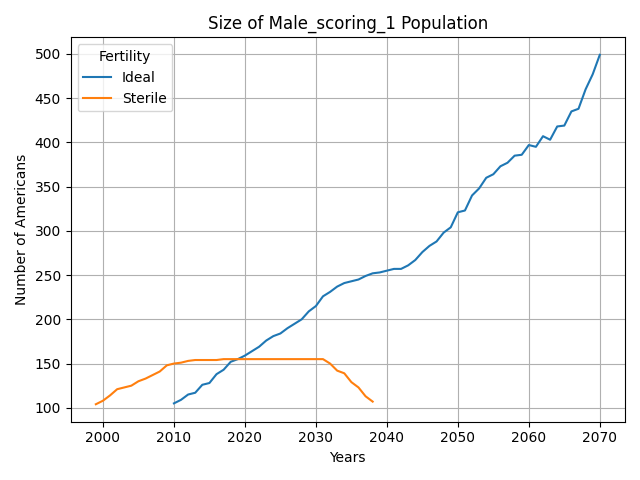 Size of Male_scoring_1 Population
Fertility
Ideal
Sterile
Number of Americans
500
450
400
350
300
250
200
150
100
2000 2010 2020 2030 2040 2050 2060 2070
Years